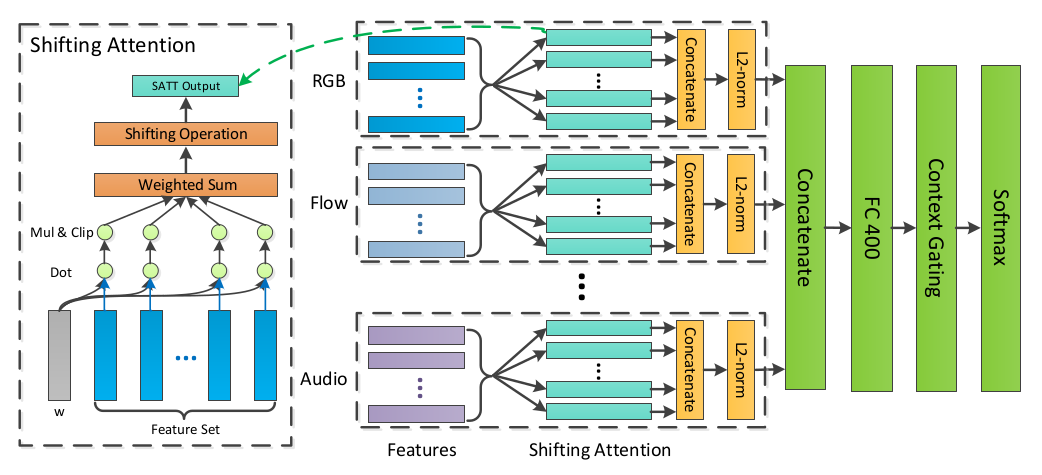 Shifting Attention
SATT Output
Shifting Operation
Weighted Sum
Mul & Clip
Dot
w
Feature Set
RGB
Concatenate
L2-norm
Flow
Concatenate
L2-norm
Audio
Concatenate
L2-norm
Features
Shifting Attention
Concatenate
FC 400
Context Gating
Softmax